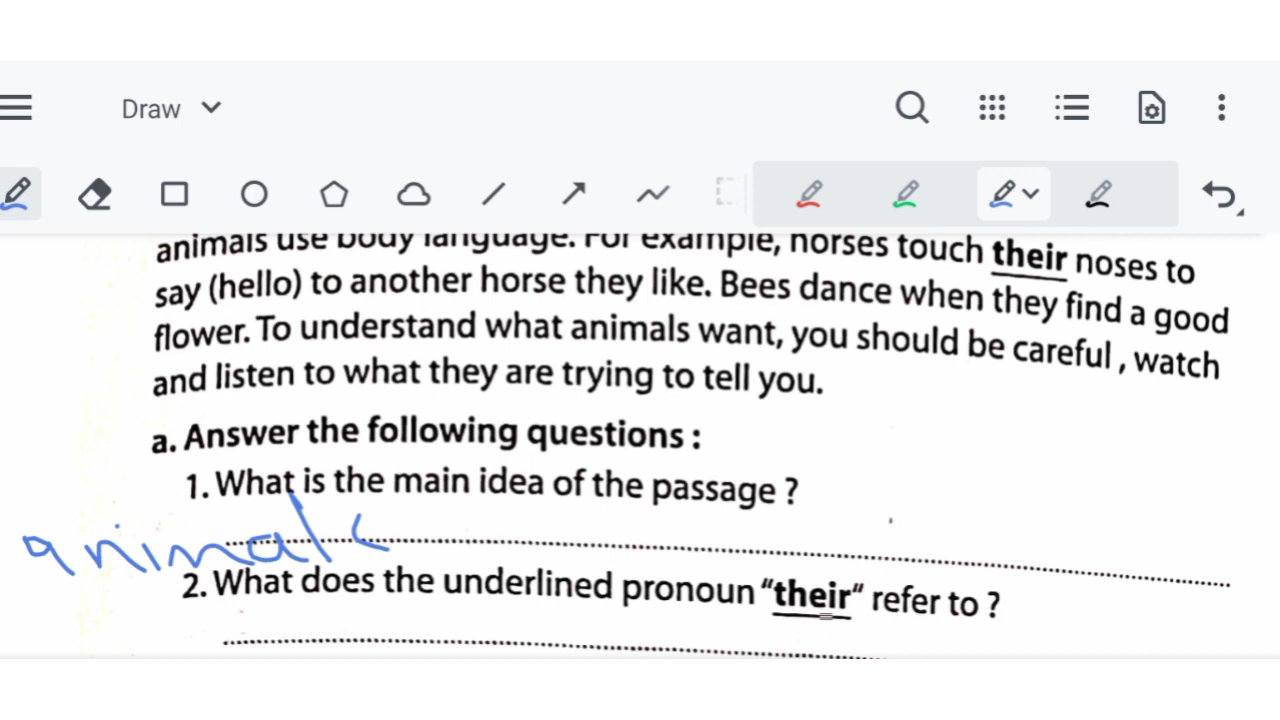 Draw
animals use body language. For example, horses touch their noses to
say (hello) to another horse they like. Bees dance when they find a good
flower. To understand what animals want, you should be careful , watch
and listen to what they are trying to tell you.
a. Answer the following questions :
1. What is the main idea of the passage ?
animals
2. What does the underlined pronoun “their“ refer to ?